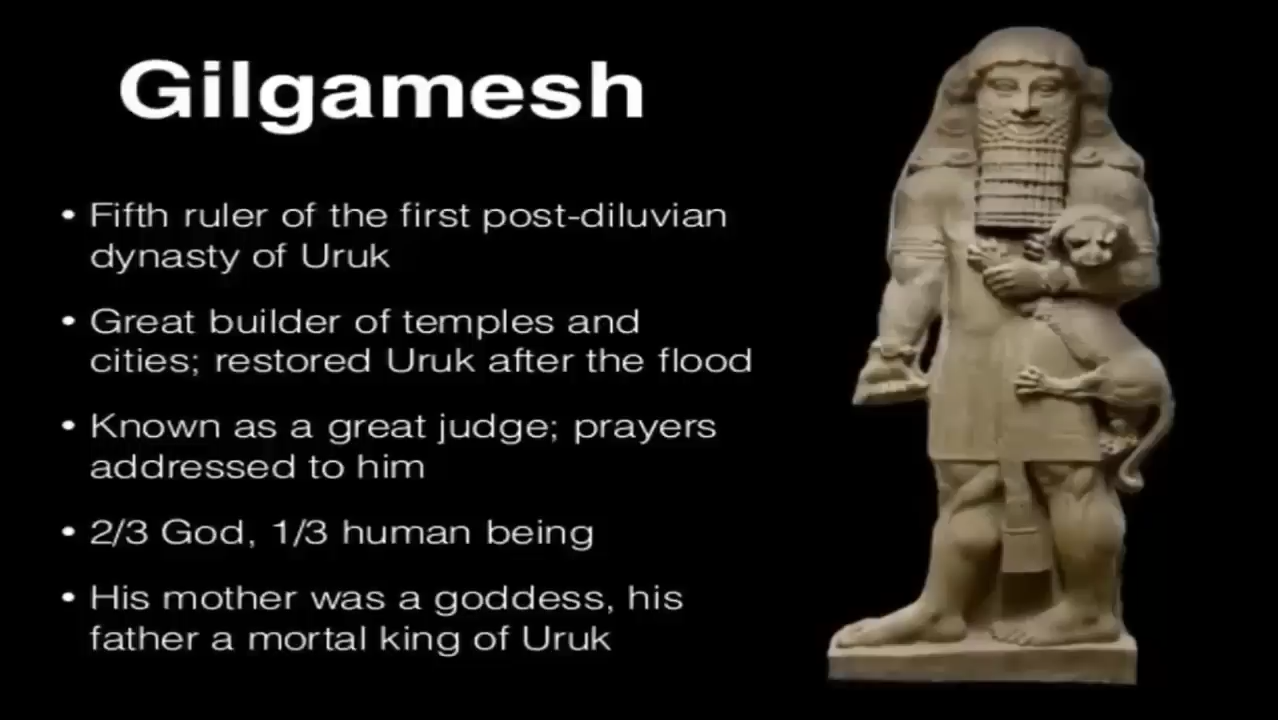 Gilgamesh
• Fifth ruler of the first post-diluvian
dynasty of Uruk
• Great builder of temples and
cities; restored Uruk after the flood
• Known as a great judge; prayers
addressed to him
• 2/3 God, 1/3 human being
• His mother was a goddess, his
father a mortal king of Uruk